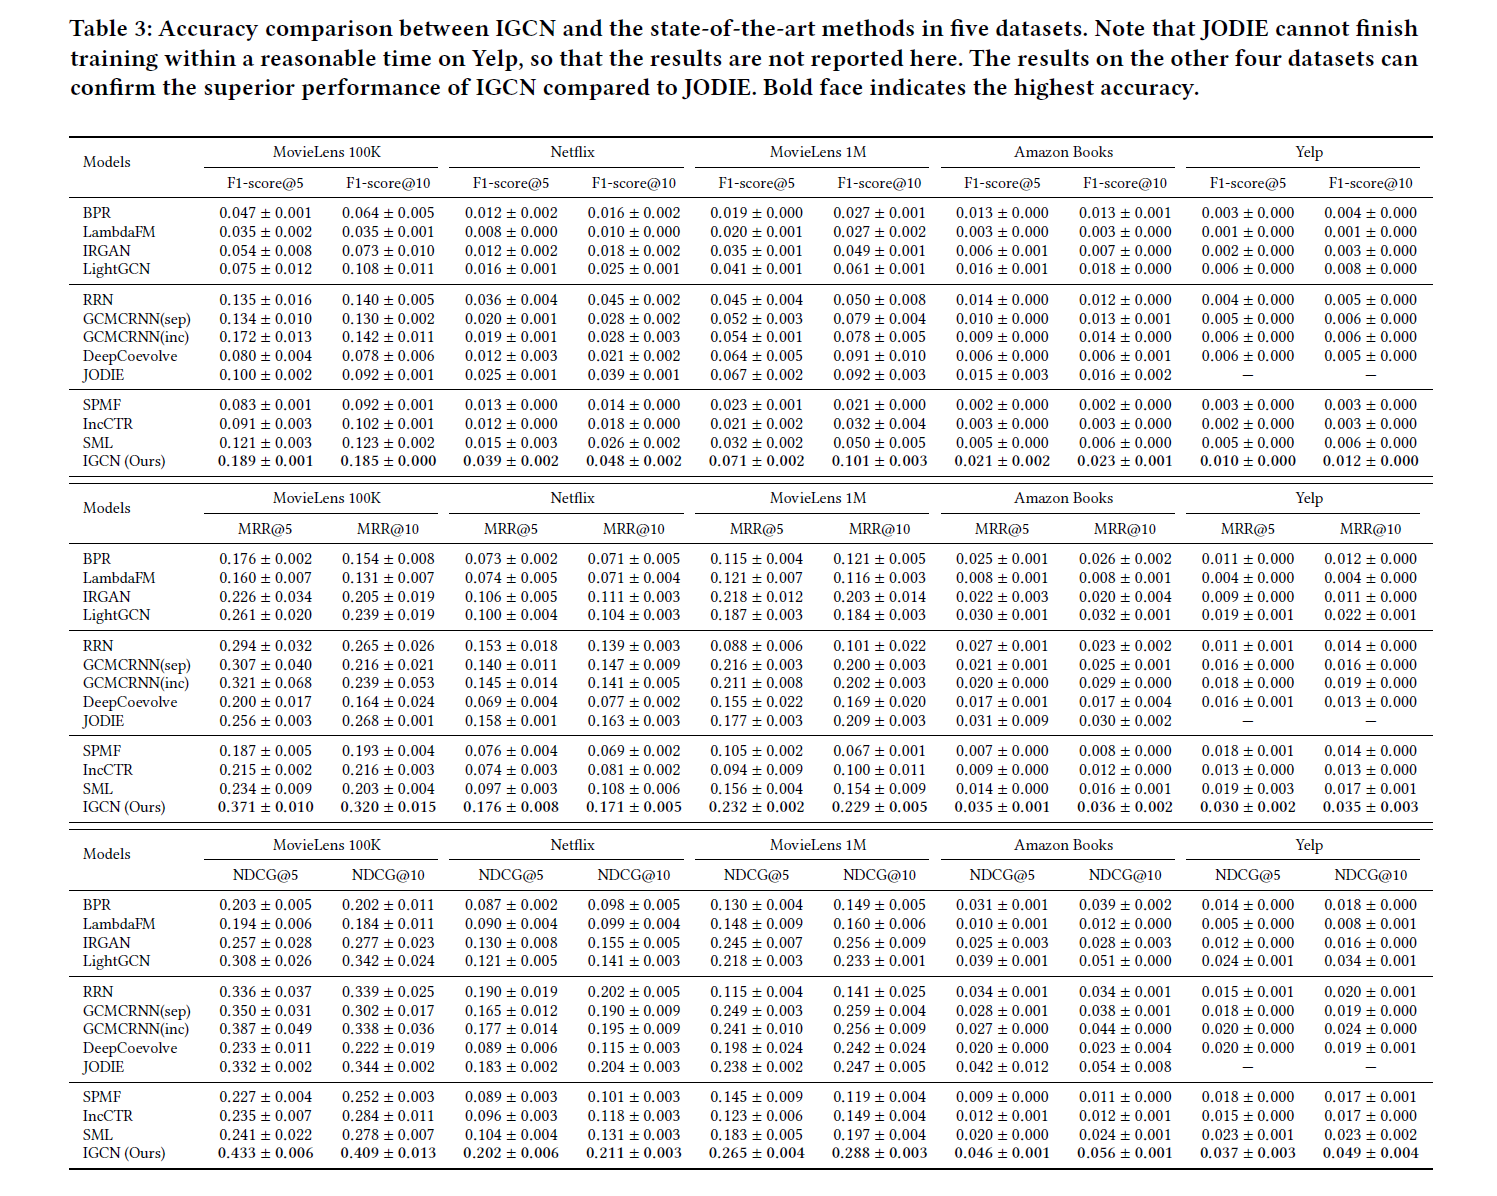 Table 3: Accuracy comparison between IGCN and the state-of-the-art methods in five datasets. Note that JODIE cannot finish
training within a reasonable time on Yelp, so that the results are not reported here. The results on the other four datasets can
confirm the superior performance of IGCN compared to JODIE. Bold face indicates the highest accuracy.
Models MovieLens 100K Netflix MovieLens 1M Amazon Books Yelp
F1-score@5 F1-score@10 F1-score@5 F1-score@10 F1-score@5 F1-score@10 F1-score@5 F1-score@10 F1-score@5 F1-score@10
BPR 0.047 ± 0.001 0.064 ± 0.005 0.012 ± 0.002 0.016 ± 0.002 0.019 ± 0.000 0.027 ± 0.001 0.013 ± 0.000 0.013 ± 0.001 0.003 ± 0.000 0.004 ± 0.000
LambdaFM 0.035 ± 0.002 0.035 ± 0.001 0.008 ± 0.000 0.010 ± 0.000 0.020 ± 0.001 0.027 ± 0.002 0.003 ± 0.000 0.003 ± 0.000 0.001 ± 0.000 0.001 ± 0.000
IRGAN 0.054 ± 0.008 0.073 ± 0.010 0.012 ± 0.002 0.018 ± 0.002 0.035 ± 0.001 0.049 ± 0.001 0.006 ± 0.001 0.007 ± 0.000 0.002 ± 0.000 0.003 ± 0.000
LightGCN 0.075 ± 0.012 0.108 ± 0.011 0.016 ± 0.001 0.025 ± 0.001 0.041 ± 0.001 0.061 ± 0.001 0.016 ± 0.001 0.018 ± 0.000 0.006 ± 0.000 0.008 ± 0.000
RRN 0.135 ± 0.016 0.140 ± 0.005 0.036 ± 0.004 0.045 ± 0.002 0.045 ± 0.004 0.050 ± 0.008 0.014 ± 0.000 0.012 ± 0.000 0.004 ± 0.000 0.005 ± 0.000
GCMCRNN(sep) 0.134 ± 0.010 0.130 ± 0.002 0.020 ± 0.001 0.028 ± 0.002 0.052 ± 0.003 0.079 ± 0.004 0.010 ± 0.000 0.013 ± 0.001 0.005 ± 0.000 0.006 ± 0.000
GCMCRNN(inc) 0.172 ± 0.013 0.142 ± 0.011 0.019 ± 0.001 0.028 ± 0.003 0.054 ± 0.001 0.078 ± 0.005 0.009 ± 0.000 0.014 ± 0.000 0.006 ± 0.000 0.006 ± 0.000
DeepCoevolve 0.080 ± 0.004 0.078 ± 0.006 0.012 ± 0.003 0.021 ± 0.002 0.064 ± 0.005 0.091 ± 0.010 0.006 ± 0.000 0.006 ± 0.001 0.006 ± 0.000 0.005 ± 0.000
JODIE 0.100 ± 0.002 0.092 ± 0.001 0.025 ± 0.001 0.039 ± 0.001 0.067 ± 0.002 0.092 ± 0.003 0.015 ± 0.003 0.016 ± 0.002 − −
SPMF 0.083 ± 0.001 0.092 ± 0.001 0.013 ± 0.000 0.014 ± 0.000 0.023 ± 0.001 0.021 ± 0.000 0.002 ± 0.000 0.002 ± 0.000 0.003 ± 0.000 0.003 ± 0.000
IncCTR 0.091 ± 0.003 0.102 ± 0.001 0.012 ± 0.000 0.018 ± 0.000 0.021 ± 0.002 0.032 ± 0.004 0.003 ± 0.000 0.003 ± 0.000 0.002 ± 0.000 0.003 ± 0.000
SML 0.121 ± 0.003 0.123 ± 0.002 0.015 ± 0.003 0.026 ± 0.002 0.032 ± 0.002 0.050 ± 0.005 0.005 ± 0.000 0.006 ± 0.000 0.005 ± 0.000 0.006 ± 0.000
IGCN (Ours) 0.189 ± 0.001 0.185 ± 0.000 0.039 ± 0.002 0.048 ± 0.002 0.071 ± 0.002 0.101 ± 0.003 0.021 ± 0.002 0.023 ± 0.001 0.010 ± 0.000 0.012 ± 0.000
Models MovieLens 100K Netflix MovieLens 1M Amazon Books Yelp
MRR@5 MRR@10 MRR@5 MRR@10 MRR@5 MRR@10 MRR@5 MRR@10 MRR@5 MRR@10
BPR 0.176 ± 0.002 0.154 ± 0.008 0.073 ± 0.002 0.071 ± 0.005 0.115 ± 0.004 0.121 ± 0.005 0.025 ± 0.001 0.026 ± 0.002 0.011 ± 0.000 0.012 ± 0.000
LambdaFM 0.160 ± 0.007 0.131 ± 0.007 0.074 ± 0.005 0.071 ± 0.004 0.121 ± 0.007 0.116 ± 0.003 0.008 ± 0.001 0.008 ± 0.001 0.004 ± 0.000 0.004 ± 0.000
IRGAN 0.226 ± 0.034 0.205 ± 0.019 0.106 ± 0.005 0.111 ± 0.003 0.218 ± 0.012 0.203 ± 0.014 0.022 ± 0.003 0.020 ± 0.004 0.009 ± 0.000 0.011 ± 0.000
LightGCN 0.261 ± 0.020 0.239 ± 0.019 0.100 ± 0.004 0.104 ± 0.003 0.187 ± 0.003 0.184 ± 0.003 0.030 ± 0.001 0.032 ± 0.001 0.019 ± 0.001 0.022 ± 0.001
RRN 0.294 ± 0.032 0.265 ± 0.026 0.153 ± 0.018 0.139 ± 0.003 0.088 ± 0.006 0.101 ± 0.022 0.027 ± 0.001 0.023 ± 0.002 0.011 ± 0.001 0.014 ± 0.000
GCMCRNN(sep) 0.307 ± 0.040 0.216 ± 0.021 0.140 ± 0.011 0.147 ± 0.009 0.216 ± 0.003 0.200 ± 0.003 0.021 ± 0.001 0.025 ± 0.001 0.016 ± 0.000 0.016 ± 0.000
GCMCRNN(inc) 0.321 ± 0.068 0.239 ± 0.053 0.145 ± 0.014 0.141 ± 0.005 0.211 ± 0.008 0.202 ± 0.003 0.020 ± 0.000 0.029 ± 0.000 0.018 ± 0.000 0.019 ± 0.000
DeepCoevolve 0.200 ± 0.017 0.164 ± 0.024 0.069 ± 0.004 0.077 ± 0.002 0.155 ± 0.022 0.169 ± 0.020 0.017 ± 0.001 0.017 ± 0.004 0.016 ± 0.001 0.013 ± 0.000
JODIE 0.256 ± 0.003 0.268 ± 0.001 0.158 ± 0.001 0.163 ± 0.003 0.177 ± 0.003 0.209 ± 0.003 0.031 ± 0.009 0.030 ± 0.002 − −
SPMF 0.187 ± 0.005 0.193 ± 0.004 0.076 ± 0.004 0.069 ± 0.002 0.105 ± 0.002 0.067 ± 0.001 0.007 ± 0.000 0.008 ± 0.000 0.018 ± 0.001 0.014 ± 0.000
IncCTR 0.215 ± 0.002 0.216 ± 0.003 0.074 ± 0.003 0.081 ± 0.002 0.094 ± 0.009 0.100 ± 0.011 0.009 ± 0.000 0.012 ± 0.000 0.013 ± 0.000 0.013 ± 0.000
SML 0.234 ± 0.009 0.203 ± 0.004 0.097 ± 0.003 0.108 ± 0.006 0.156 ± 0.004 0.154 ± 0.009 0.014 ± 0.000 0.016 ± 0.001 0.019 ± 0.003 0.017 ± 0.001
IGCN (Ours) 0.371 ± 0.010 0.320 ± 0.015 0.176 ± 0.008 0.171 ± 0.005 0.232 ± 0.002 0.229 ± 0.005 0.035 ± 0.001 0.036 ± 0.002 0.030 ± 0.002 0.035 ± 0.003
Models MovieLens 100K Netflix MovieLens 1M Amazon Books Yelp
NDCG@5 NDCG@10 NDCG@5 NDCG@10 NDCG@5 NDCG@10 NDCG@5 NDCG@10 NDCG@5 NDCG@10
BPR 0.203 ± 0.005 0.202 ± 0.011 0.087 ± 0.002 0.098 ± 0.005 0.130 ± 0.004 0.149 ± 0.005 0.031 ± 0.001 0.039 ± 0.002 0.014 ± 0.000 0.018 ± 0.000
LambdaFM 0.194 ± 0.006 0.184 ± 0.011 0.090 ± 0.004 0.099 ± 0.004 0.148 ± 0.009 0.160 ± 0.006 0.010 ± 0.001 0.012 ± 0.000 0.005 ± 0.000 0.008 ± 0.001
IRGAN 0.257 ± 0.028 0.277 ± 0.023 0.130 ± 0.008 0.155 ± 0.005 0.245 ± 0.007 0.256 ± 0.009 0.025 ± 0.003 0.028 ± 0.003 0.012 ± 0.000 0.016 ± 0.000
LightGCN 0.308 ± 0.026 0.342 ± 0.024 0.121 ± 0.005 0.141 ± 0.003 0.218 ± 0.003 0.233 ± 0.001 0.039 ± 0.001 0.051 ± 0.000 0.024 ± 0.001 0.034 ± 0.001
RRN 0.336 ± 0.037 0.339 ± 0.025 0.190 ± 0.019 0.202 ± 0.005 0.115 ± 0.004 0.141 ± 0.025 0.034 ± 0.001 0.034 ± 0.001 0.015 ± 0.001 0.020 ± 0.001
GCMCRNN(sep) 0.350 ± 0.031 0.302 ± 0.017 0.165 ± 0.012 0.190 ± 0.009 0.249 ± 0.003 0.259 ± 0.004 0.028 ± 0.001 0.038 ± 0.001 0.018 ± 0.000 0.019 ± 0.000
GCMCRNN(inc) 0.387 ± 0.049 0.338 ± 0.036 0.177 ± 0.014 0.195 ± 0.009 0.241 ± 0.010 0.256 ± 0.009 0.027 ± 0.000 0.044 ± 0.000 0.020 ± 0.000 0.024 ± 0.000
DeepCoevolve 0.233 ± 0.011 0.222 ± 0.019 0.089 ± 0.006 0.115 ± 0.003 0.198 ± 0.024 0.242 ± 0.024 0.020 ± 0.000 0.023 ± 0.004 0.020 ± 0.000 0.019 ± 0.001
JODIE 0.332 ± 0.002 0.344 ± 0.002 0.183 ± 0.002 0.204 ± 0.003 0.238 ± 0.002 0.247 ± 0.005 0.042 ± 0.012 0.054 ± 0.008 − −
SPMF 0.227 ± 0.004 0.252 ± 0.003 0.089 ± 0.003 0.101 ± 0.003 0.145 ± 0.009 0.119 ± 0.004 0.009 ± 0.000 0.011 ± 0.000 0.018 ± 0.000 0.017 ± 0.001
IncCTR 0.235 ± 0.007 0.284 ± 0.011 0.096 ± 0.003 0.118 ± 0.003 0.123 ± 0.006 0.149 ± 0.004 0.012 ± 0.001 0.012 ± 0.001 0.015 ± 0.000 0.017 ± 0.000
SML 0.241 ± 0.022 0.278 ± 0.007 0.104 ± 0.004 0.131 ± 0.003 0.183 ± 0.005 0.197 ± 0.004 0.020 ± 0.000 0.024 ± 0.001 0.023 ± 0.001 0.023 ± 0.002
IGCN (Ours) 0.433 ± 0.006 0.409 ± 0.013 0.202 ± 0.006 0.211 ± 0.003 0.265 ± 0.004 0.288 ± 0.003 0.046 ± 0.001 0.056 ± 0.001 0.037 ± 0.003 0.049 ± 0.004